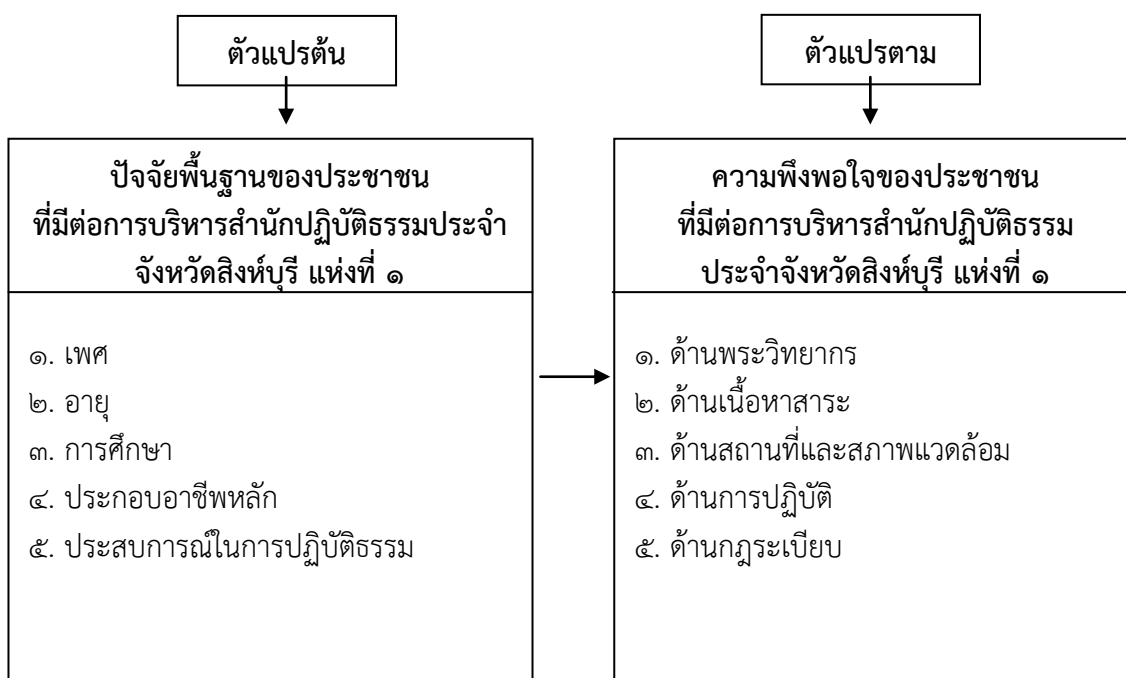 ตัวแปรต้น
ตัวแปรตาม
ปัจจัยพื้นฐานของประชาชน
ที่มีต่อการบริหารสำนักปฏิบัติธรรมประจำ
จังหวัดสิงห์บุรี แห่งที่ ๑
๑. เพศ
๒. อายุ
๓. การศึกษา
๔. ประกอบอาชีพหลัก
๕. ประสบการณ์ในการปฏิบัติธรรม
ความพึงพอใจของประชาชน
ที่มีต่อการบริหารสำนักปฏิบัติธรรม
ประจำจังหวัดสิงห์บุรี แห่งที่ ๑
๑. ด้านพระวิทยากร
๒. ด้านเนื้อหาสาระ
๓. ด้านสถานที่และสภาพแวดล้อม
๔. ด้านการปฏิบัติ
๕. ด้านกฎระเบียบ